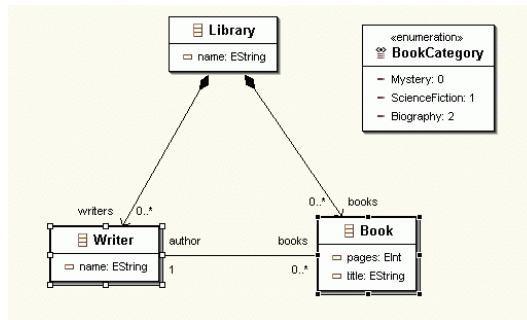 Library
name: EString
«enumeration»
BookCategory
Mystery: 0
ScienceFiction: 1
Biography: 2
writers 0..*
0..* books
Writer
name: EString
author books
1 0..*
Book
pages: EInt
title: EString